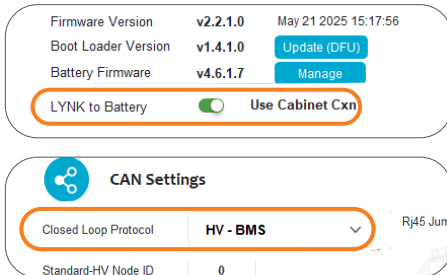 Firmware Version v2.2.1.0 May 21 2025 15:17:56
Boot Loader Version v1.4.1.0 Update (DFU)
Battery Firmware v4.6.1.7 Manage
LYNK to Battery Use Cabinet Cxn
CAN Settings
Closed Loop Protocol HV - BMS Rj45 Jum
Standard-HV Node ID 0